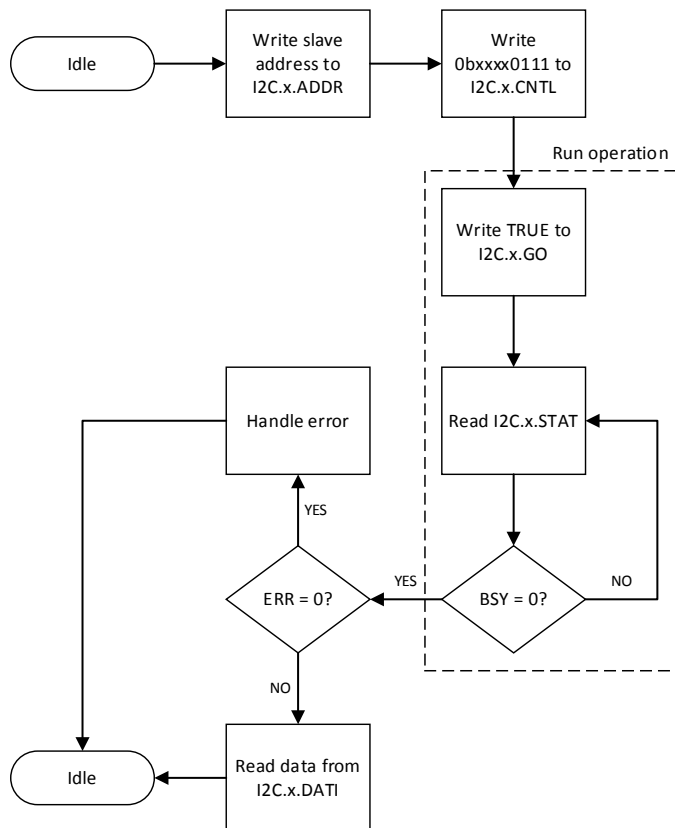 Idle
Write slave
address to
I2C.x.ADDR
Write
0bxxxx0111 to
I2C.x.CNTL
Run operation
Write TRUE to
I2C.x.GO
Handle error
Read I2C.x.STAT
YES
ERR = 0?
YES
BSY = 0?
NO
NO
Idle
Read data from
I2C.x.DATI